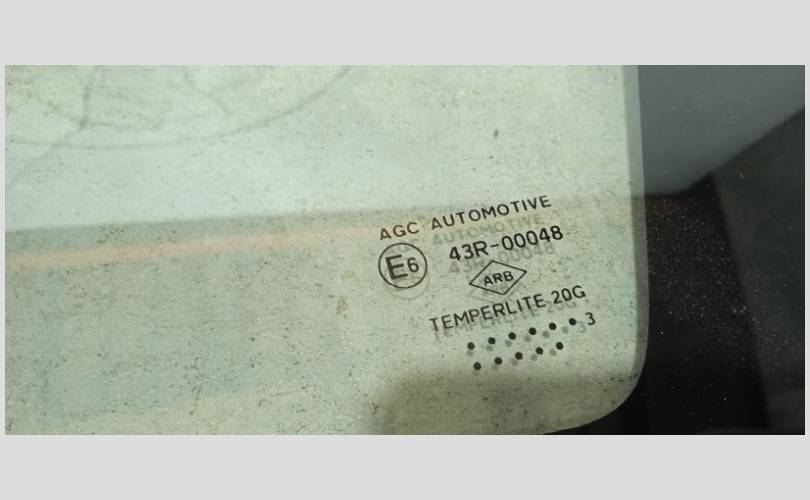 AGC AUTOMOTIVE
E6 43R-00048
ARB
TEMPERLITE 20G
3